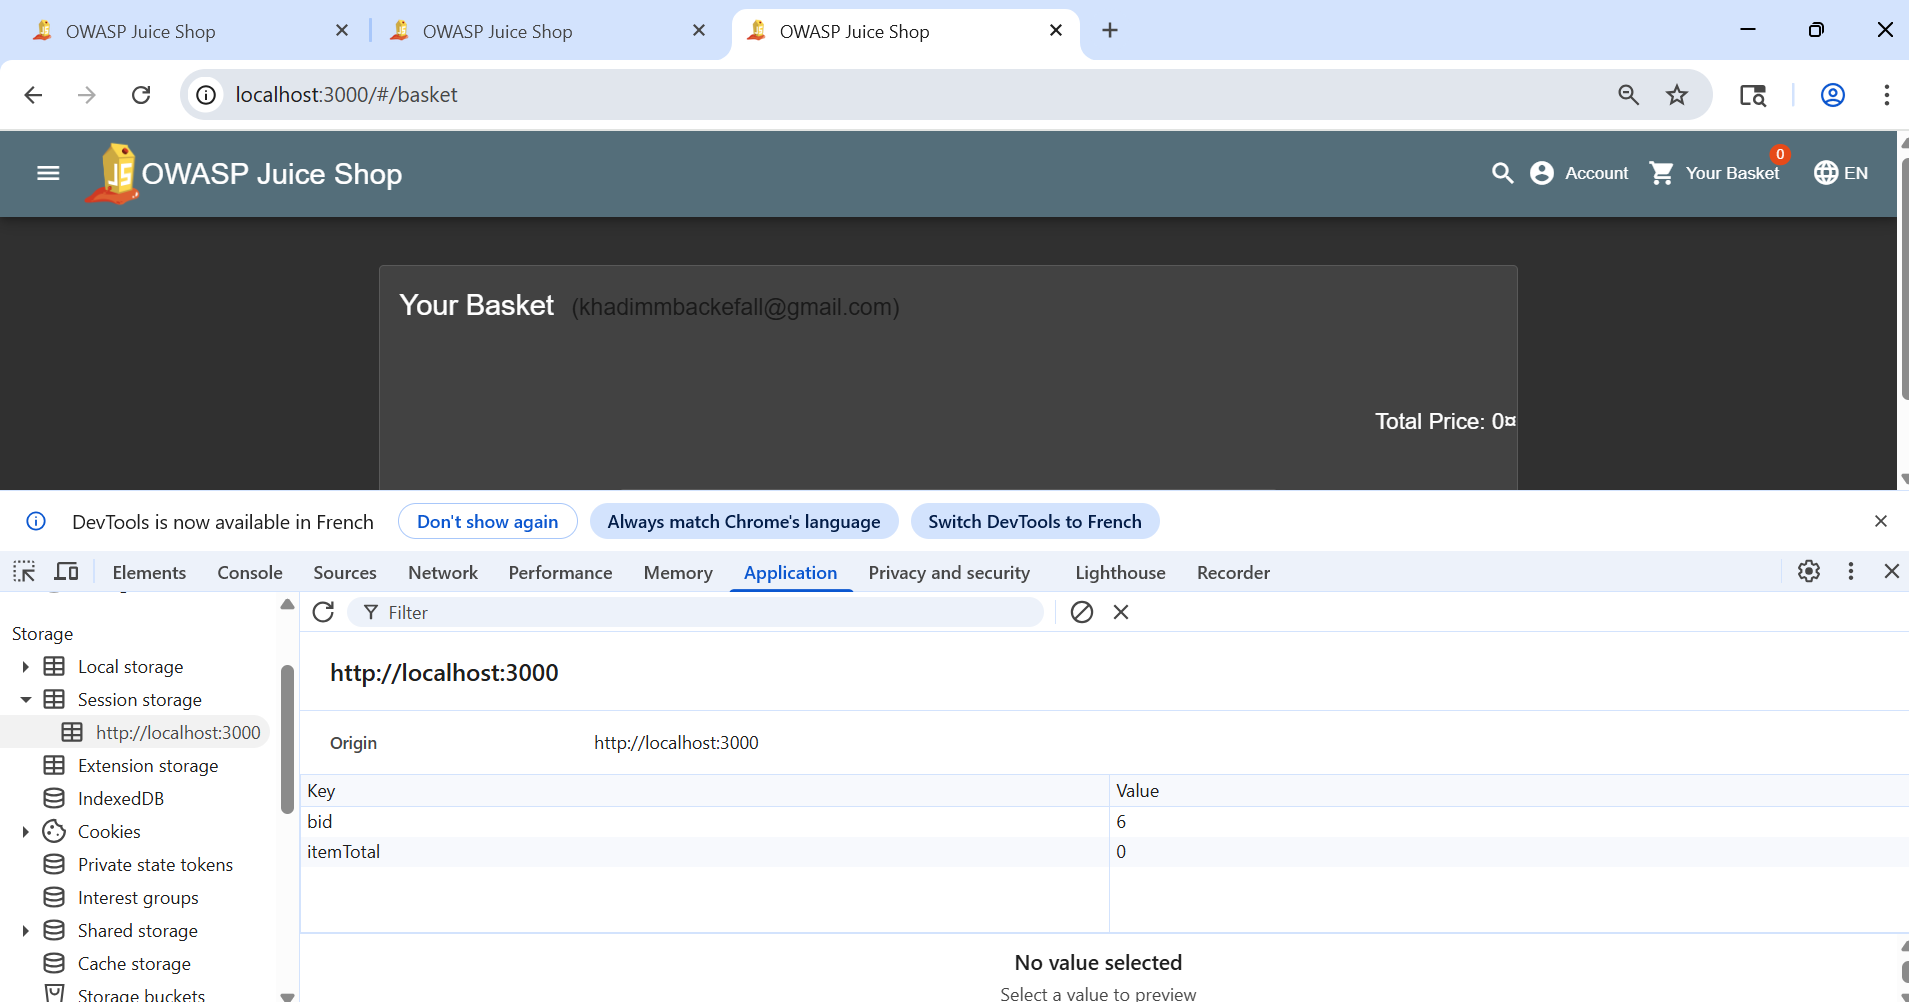 OWASP Juice Shop
OWASP Juice Shop
OWASP Juice Shop
localhost:3000/#/basket
OWASP Juice Shop
Account
0
Your Basket
EN
Your Basket (khadimmbackefall@gmail.com)
Total Price: 0¤
DevTools is now available in French
Don't show again
Always match Chrome's language
Switch DevTools to French
Elements
Console
Sources
Network
Performance
Memory
Application
Privacy and security
Lighthouse
Recorder
Filter
Storage
Local storage
Session storage
http://localhost:3000
Extension storage
IndexedDB
Cookies
Private state tokens
Interest groups
Shared storage
Cache storage
Storage buckets
http://localhost:3000
Origin http://localhost:3000
Key Value
bid 6
itemTotal 0
No value selected
Select a value to preview